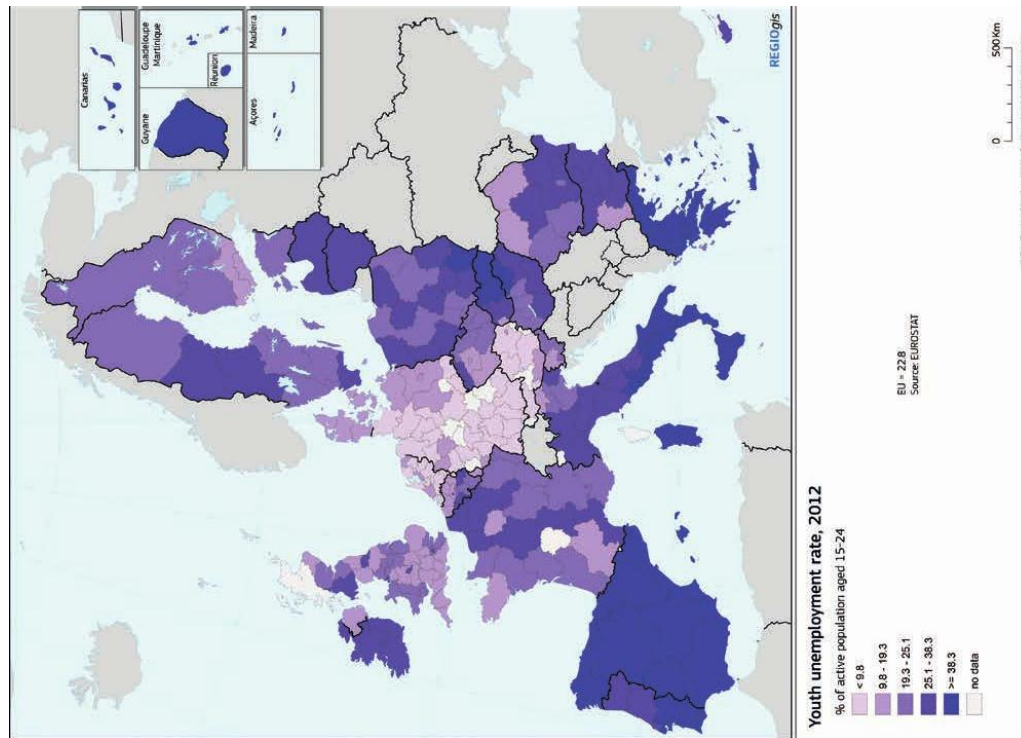 Canarias
Guyane
Guadeloupe
Martinique
Réunion
Açores
Madeira
REGIOgis
Youth unemployment rate, 2012
% of active population aged 15-24
< 9.8
9.8 - 19.3
19.3 - 25.1
25.1 - 38.3
>= 38.3
no data
EU = 22.8
Source: EUROSTAT
0
500 Km